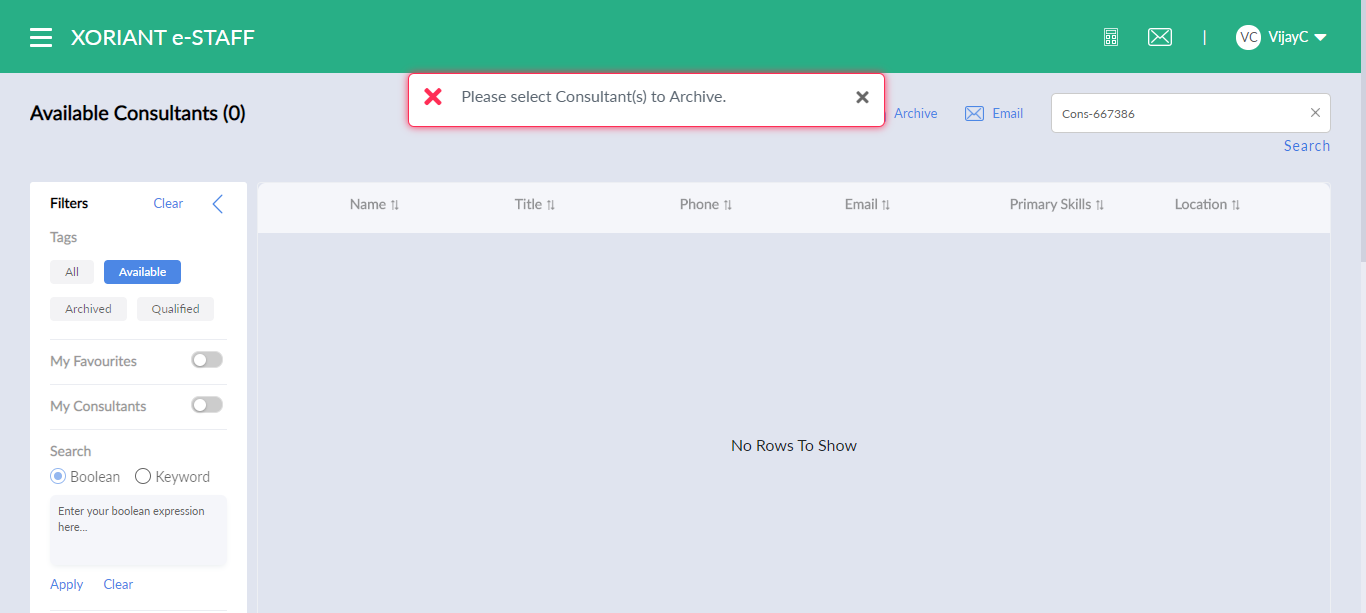 XORIANT e-STAFF
|
VC VijayC
Please select Consultant(s) to Archive.
Available Consultants (0)
Archive
Email
Cons-667386
Search
Filters
Clear
Name
Title
Phone
Email
Primary Skills
Location
Tags
All
Available
Archived
Qualified
My Favourites
My Consultants
No Rows To Show
Search
Boolean
Keyword
Enter your boolean expression
here...
Apply
Clear